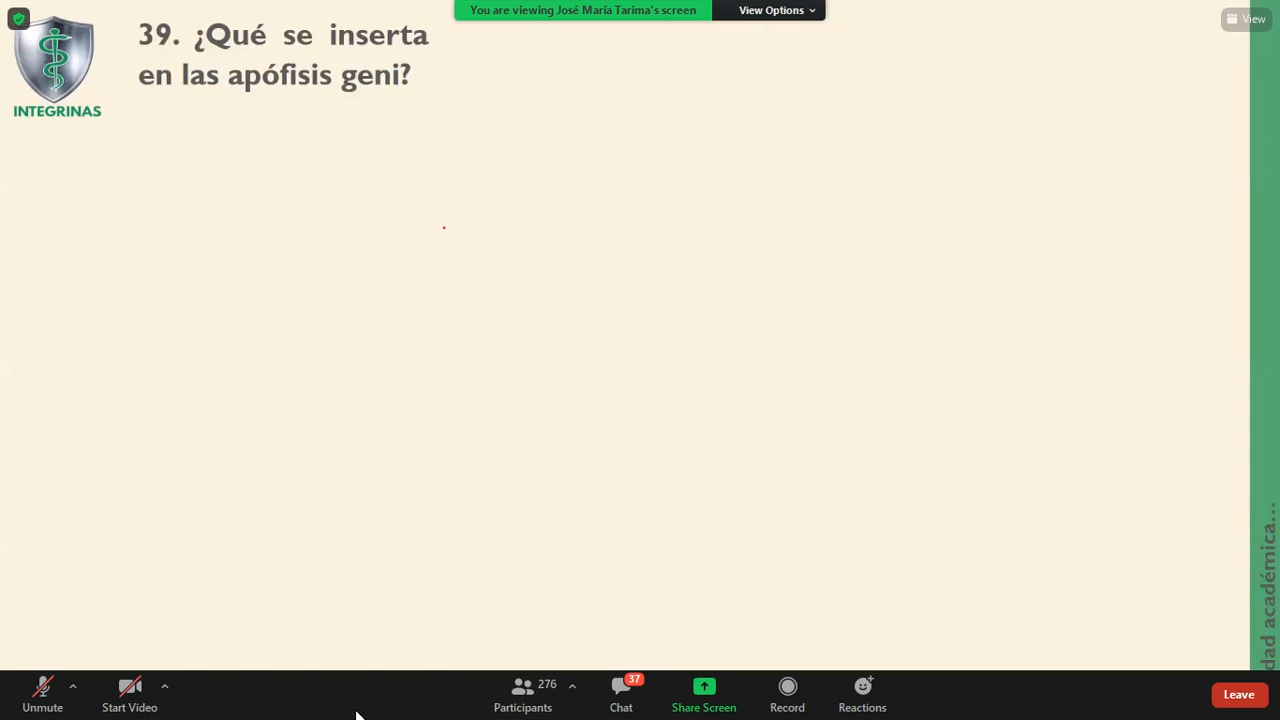 You are viewing José María Tarima's screen
View Options
View
39. ¿Qué se inserta
en las apófisis geni?
INTEGRINAS
dad académica...
Unmute
Start Video
276
Participants
37
Chat
Share Screen
Record
Reactions
Leave